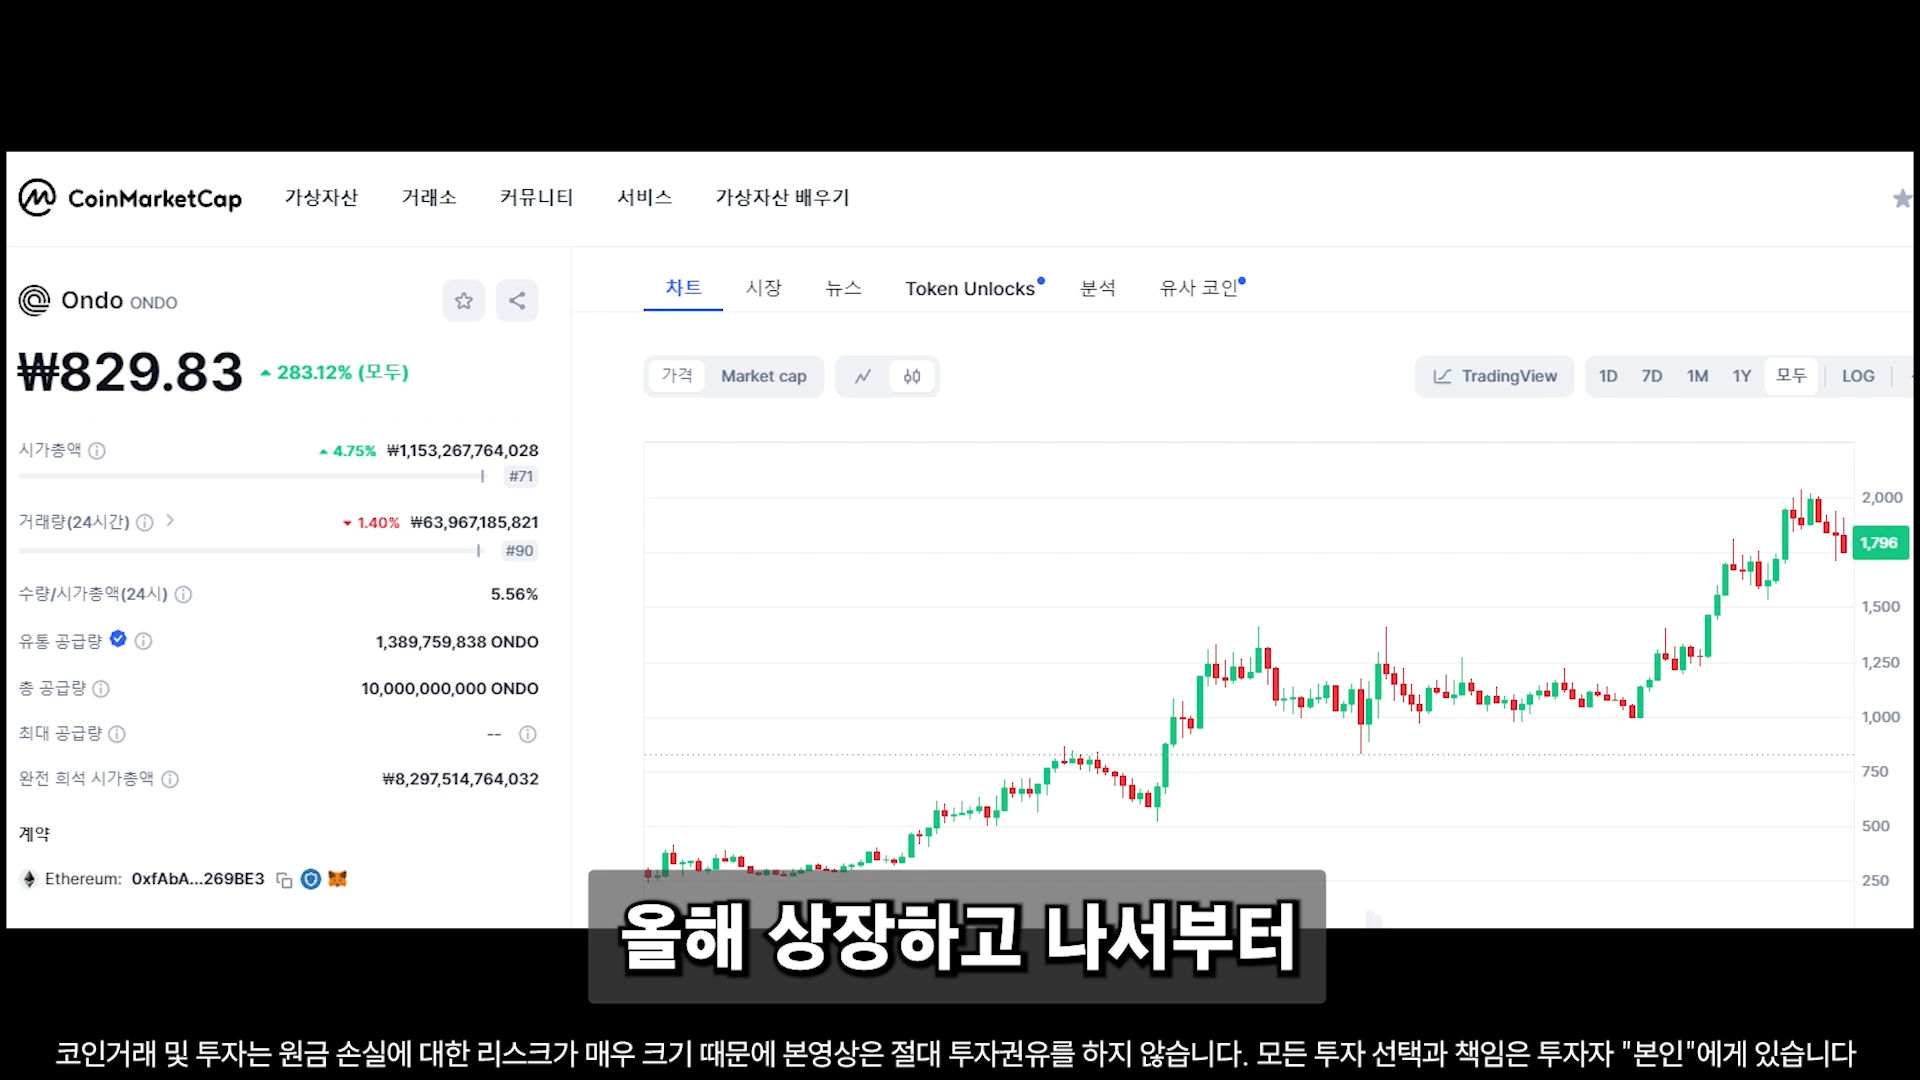 CoinMarketCap 가상자산 거래소 커뮤니티 서비스 가상자산 배우기
Ondo ONDO
₩829.83 283.12% (모두)
시가총액 4.75% ₩1,153,267,764,028
#71
거래량(24시간) 1.40% ₩63,967,185,821
#90
수량/시가총액(24시) 5.56%
유통 공급량 1,389,759,838 ONDO
총 공급량 10,000,000,000 ONDO
최대 공급량 --
완전 희석 시가총액 ₩8,297,514,764,032
계약
Ethereum: 0xfAbA...269BE3
차트 시장 뉴스 Token Unlocks 분석 유사 코인
가격 Market cap TradingView 1D 7D 1M 1Y 모두 LOG
2,000
1,796
1,500
1,250
1,000
750
500
250
올해 상장하고 나서부터
코인거래 및 투자는 원금 손실에 대한 리스크가 매우 크기 때문에 본영상은 절대 투자권유를 하지 않습니다. 모든 투자 선택과 책임은 투자자 "본인"에게 있습니다